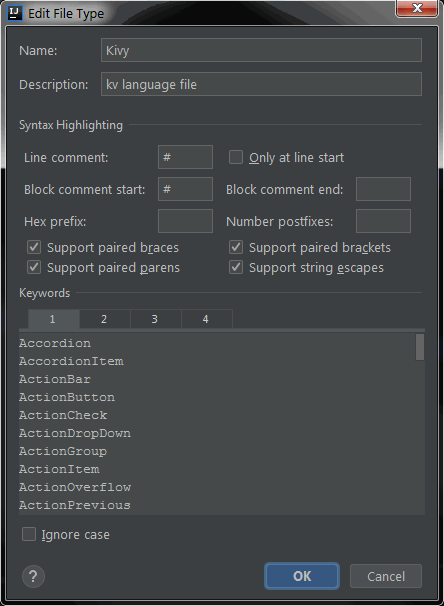 IJ Edit File Type
Name: Kivy
Description: kv language file
Syntax Highlighting
Line comment: # Only at line start
Block comment start: # Block comment end:
Hex prefix: Number postfixes:
Support paired braces Support paired brackets
Support paired parens Support string escapes
Keywords
1 2 3 4
Accordion
AccordionItem
ActionBar
ActionButton
ActionCheck
ActionDropDown
ActionGroup
ActionItem
ActionOverflow
ActionPrevious
Ignore case
? OK Cancel